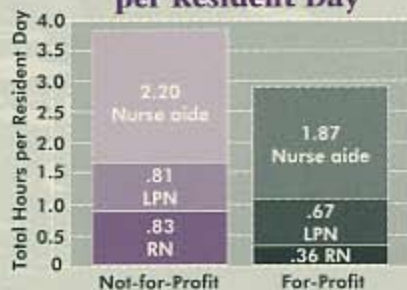 per Resident Day
Total Hours per Resident Day
4.0
3.5
3.0
2.5
2.0
1.5
1.0
0.5
0
2.20
Nurse aide
.81
LPN
.83
RN
1.87
Nurse aide
.67
LPN
.36 RN
Not-for-Profit
For-Profit